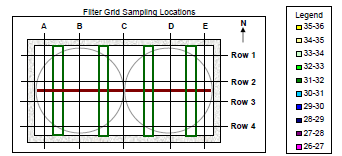 Filter Grid Sampling Locations
A B C D E N
Row 1
Row 2
Row 3
Row 4
Legend
35-36
34-35
33-34
32-33
31-32
30-31
29-30
28-29
27-28
26-27